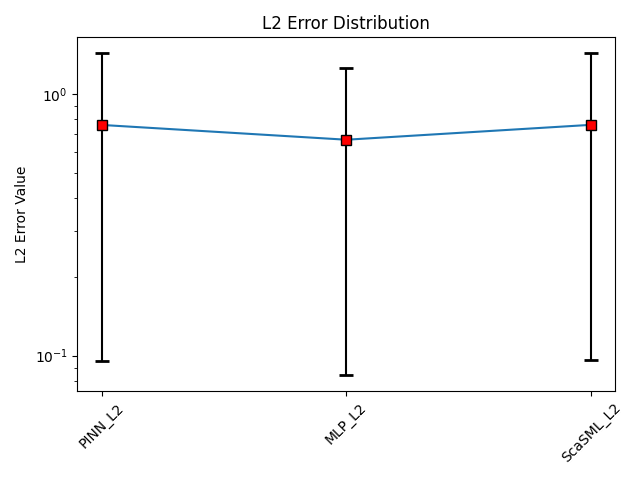 L2 Error Distribution
L2 Error Value
10⁰
10⁻¹
PINN_L2
MLP_L2
ScaSML_L2